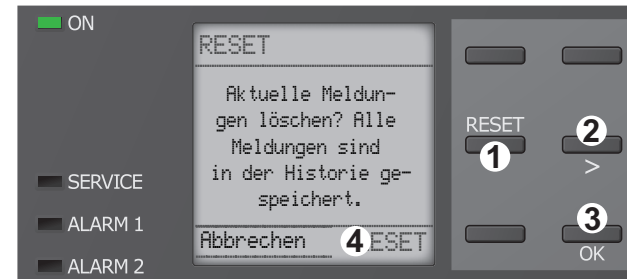 ON
RESET
Aktuelle Meldun-
gen löschen? Alle
Meldungen sind
in der Historie ge-
speichert.
Abbrechen 4 ESET
SERVICE
ALARM 1
ALARM 2
RESET
1
2
>
3
OK